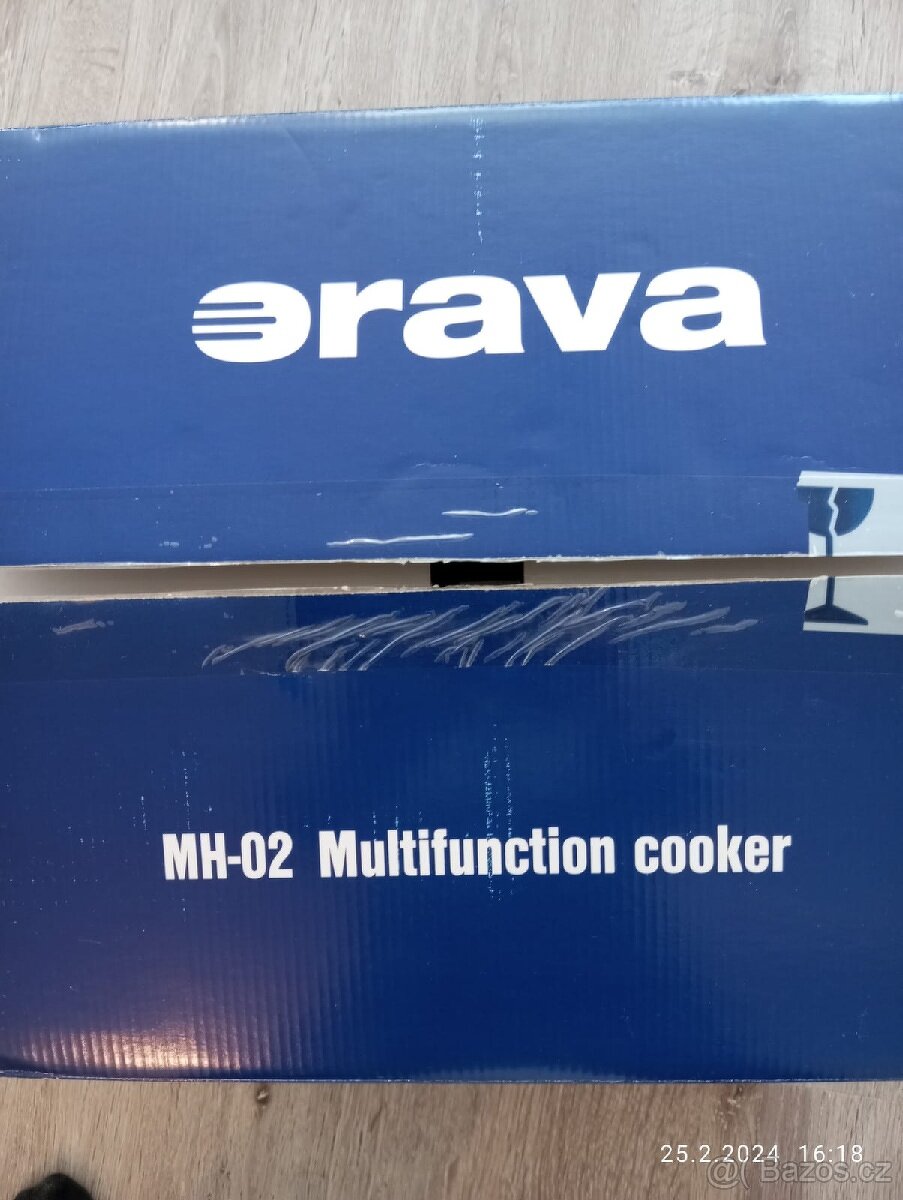 orava
MH-02 Multifunction cooker
25.2.2024 16:18
@Bazos.cz